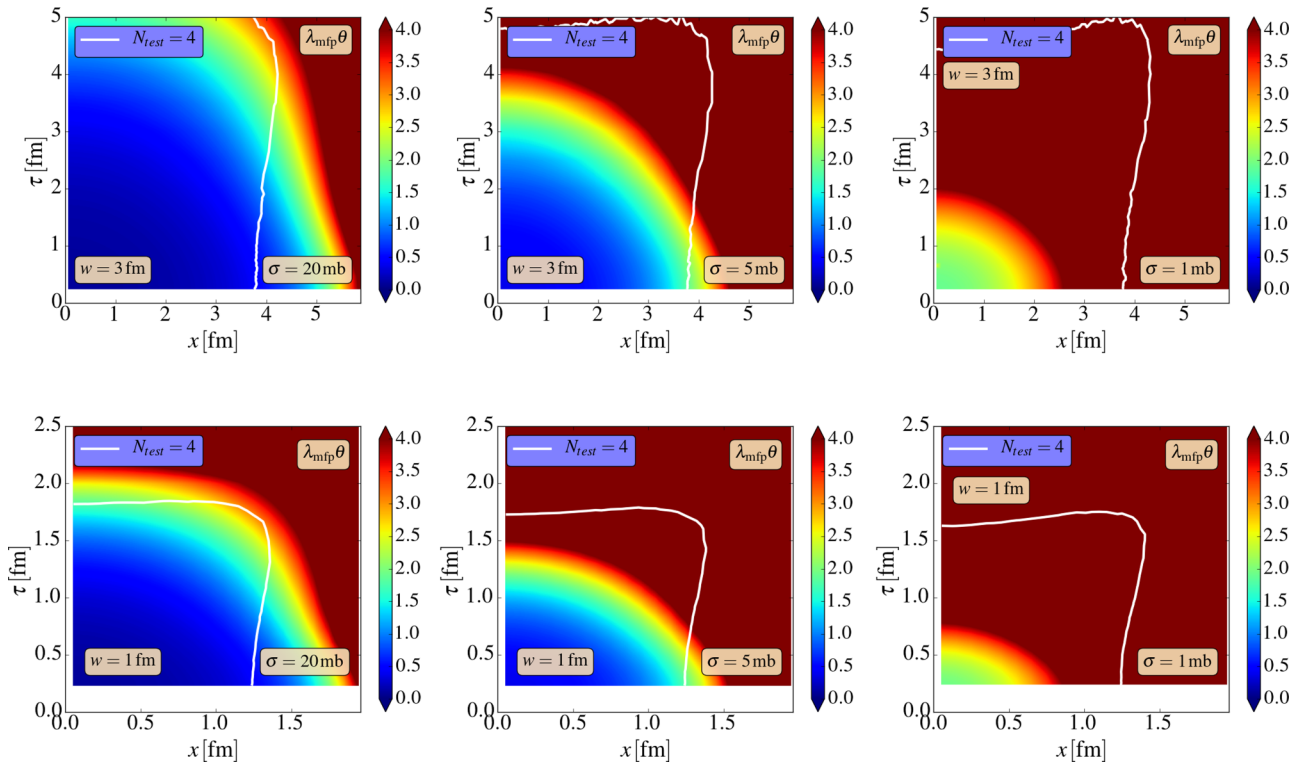 N_test = 4
λ_mfp θ
w = 3 fm
σ = 20 mb
τ [fm]
x [fm]
0 1 2 3 4 5
0 1 2 3 4 5
4.0 3.5 3.0 2.5 2.0 1.5 1.0 0.5 0.0
N_test = 4
λ_mfp θ
w = 3 fm
σ = 5 mb
τ [fm]
x [fm]
0 1 2 3 4 5
0 1 2 3 4 5
4.0 3.5 3.0 2.5 2.0 1.5 1.0 0.5 0.0
N_test = 4
λ_mfp θ
w = 3 fm
σ = 1 mb
τ [fm]
x [fm]
0 1 2 3 4 5
0 1 2 3 4 5
4.0 3.5 3.0 2.5 2.0 1.5 1.0 0.5 0.0
N_test = 4
λ_mfp θ
w = 1 fm
σ = 20 mb
τ [fm]
x [fm]
0.0 0.5 1.0 1.5 2.0 2.5
0.0 0.5 1.0 1.5
4.0 3.5 3.0 2.5 2.0 1.5 1.0 0.5 0.0
N_test = 4
λ_mfp θ
w = 1 fm
σ = 5 mb
τ [fm]
x [fm]
0.0 0.5 1.0 1.5 2.0 2.5
0.0 0.5 1.0 1.5
4.0 3.5 3.0 2.5 2.0 1.5 1.0 0.5 0.0
N_test = 4
λ_mfp θ
w = 1 fm
σ = 1 mb
τ [fm]
x [fm]
0.0 0.5 1.0 1.5 2.0 2.5
0.0 0.5 1.0 1.5
4.0 3.5 3.0 2.5 2.0 1.5 1.0 0.5 0.0